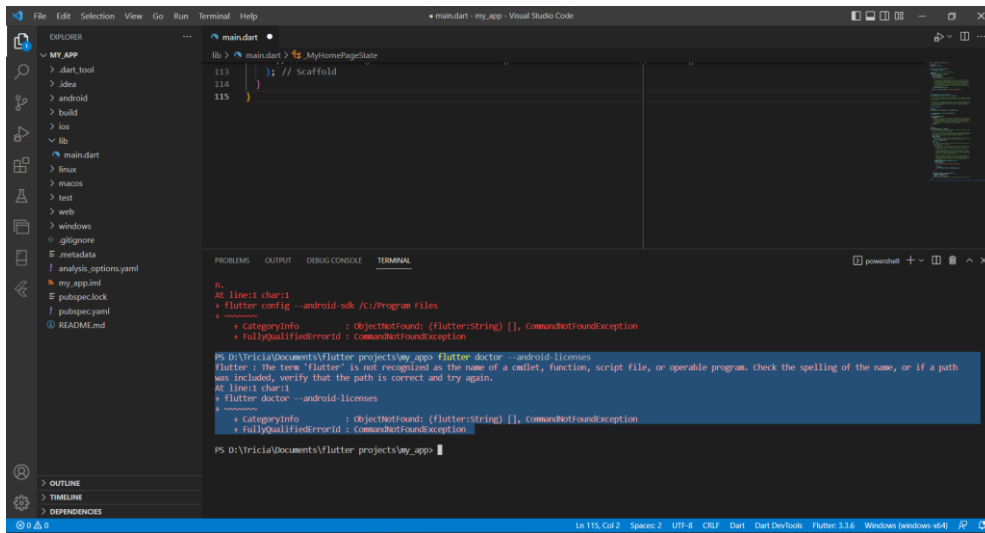 File Edit Selection View Go Run Terminal Help
● main.dart - my_app - Visual Studio Code
EXPLORER
MY_APP
> .dart_tool
> .idea
> android
> build
> ios
lib
main.dart
> linux
> macos
> test
> web
> windows
.gitignore
.metadata
analysis_options.yaml
my_app.iml
pubspec.lock
pubspec.yaml
README.md
> OUTLINE
> TIMELINE
> DEPENDENCIES
main.dart ●
lib > main.dart > _MyHomePageState
113 ); // Scaffold
114 }
115 }
PROBLEMS OUTPUT DEBUG CONSOLE TERMINAL
powershell
n.
At line:1 char:1
+ flutter config --android-sdk /C:/Program Files
+ ~~~~~~~
+ CategoryInfo : ObjectNotFound: (flutter:String) [], CommandNotFoundException
+ FullyQualifiedErrorId : CommandNotFoundException
PS D:\Tricia\Documents\flutter projects\my_app> flutter doctor --android-licenses
flutter : The term 'flutter' is not recognized as the name of a cmdlet, function, script file, or operable program. Check the spelling of the name, or if a path
was included, verify that the path is correct and try again.
At line:1 char:1
+ flutter doctor --android-licenses
+ ~~~~~~~
+ CategoryInfo : ObjectNotFound: (flutter:String) [], CommandNotFoundException
+ FullyQualifiedErrorId : CommandNotFoundException
PS D:\Tricia\Documents\flutter projects\my_app>
0 0
Ln 115, Col 2 Spaces: 2 UTF-8 CRLF Dart Dart DevTools Flutter: 3.3.6 Windows (windows-x64)